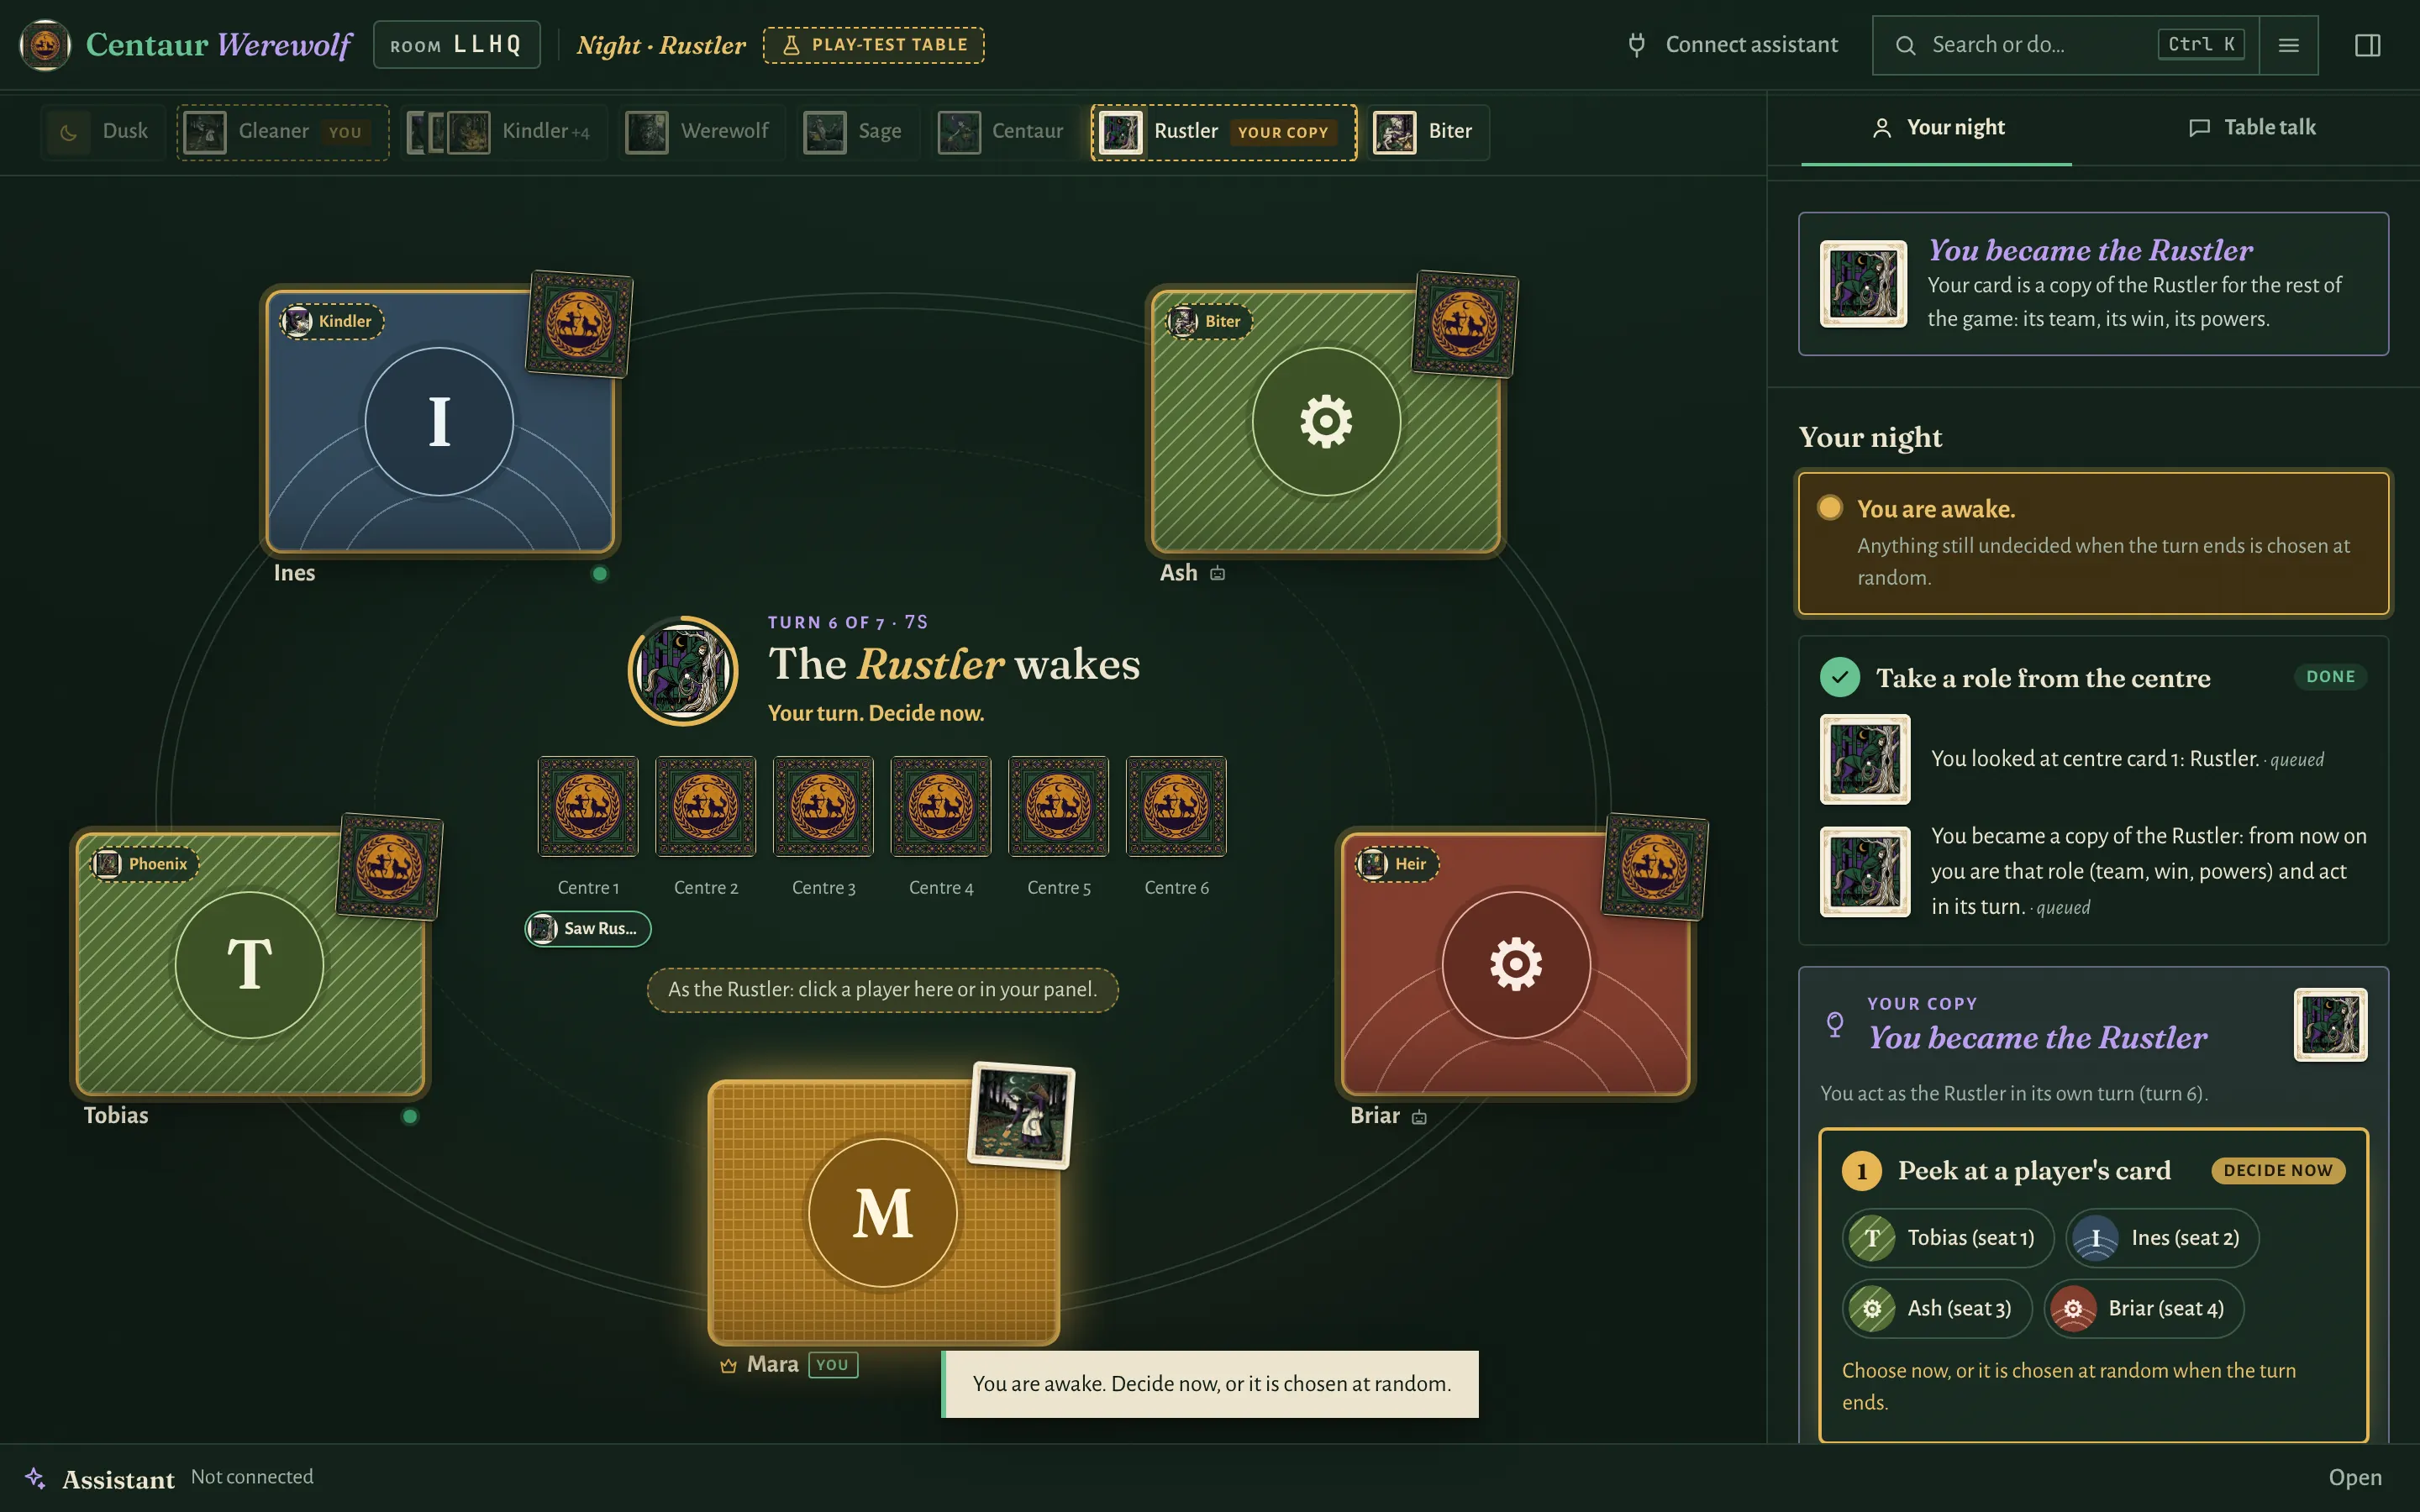 Centaur Werewolf
ROOM LLHQ
Night · Rustler
PLAY-TEST TABLE
Connect assistant
Search or do...
Ctrl K
Dusk
Gleaner YOU
Kindler +4
Werewolf
Sage
Centaur
Rustler YOUR COPY
Biter
Your night
Table talk
Kindler
I
Ines
Biter
Ash
TURN 6 OF 7 · 7S
The Rustler wakes
Your turn. Decide now.
Centre 1
Centre 2
Centre 3
Centre 4
Centre 5
Centre 6
Saw Rus...
As the Rustler: click a player here or in your panel.
Phoenix
T
Tobias
Heir
Briar
M
Mara YOU
You are awake. Decide now, or it is chosen at random.
You became the Rustler
Your card is a copy of the Rustler for the rest of
the game: its team, its win, its powers.
Your night
You are awake.
Anything still undecided when the turn ends is chosen at
random.
Take a role from the centre
DONE
You looked at centre card 1: Rustler. · queued
You became a copy of the Rustler: from now on
you are that role (team, win, powers) and act
in its turn. · queued
YOUR COPY
You became the Rustler
You act as the Rustler in its own turn (turn 6).
1 Peek at a player's card
DECIDE NOW
T Tobias (seat 1)
I Ines (seat 2)
Ash (seat 3)
Briar (seat 4)
Choose now, or it is chosen at random when the turn
ends.
Assistant Not connected
Open